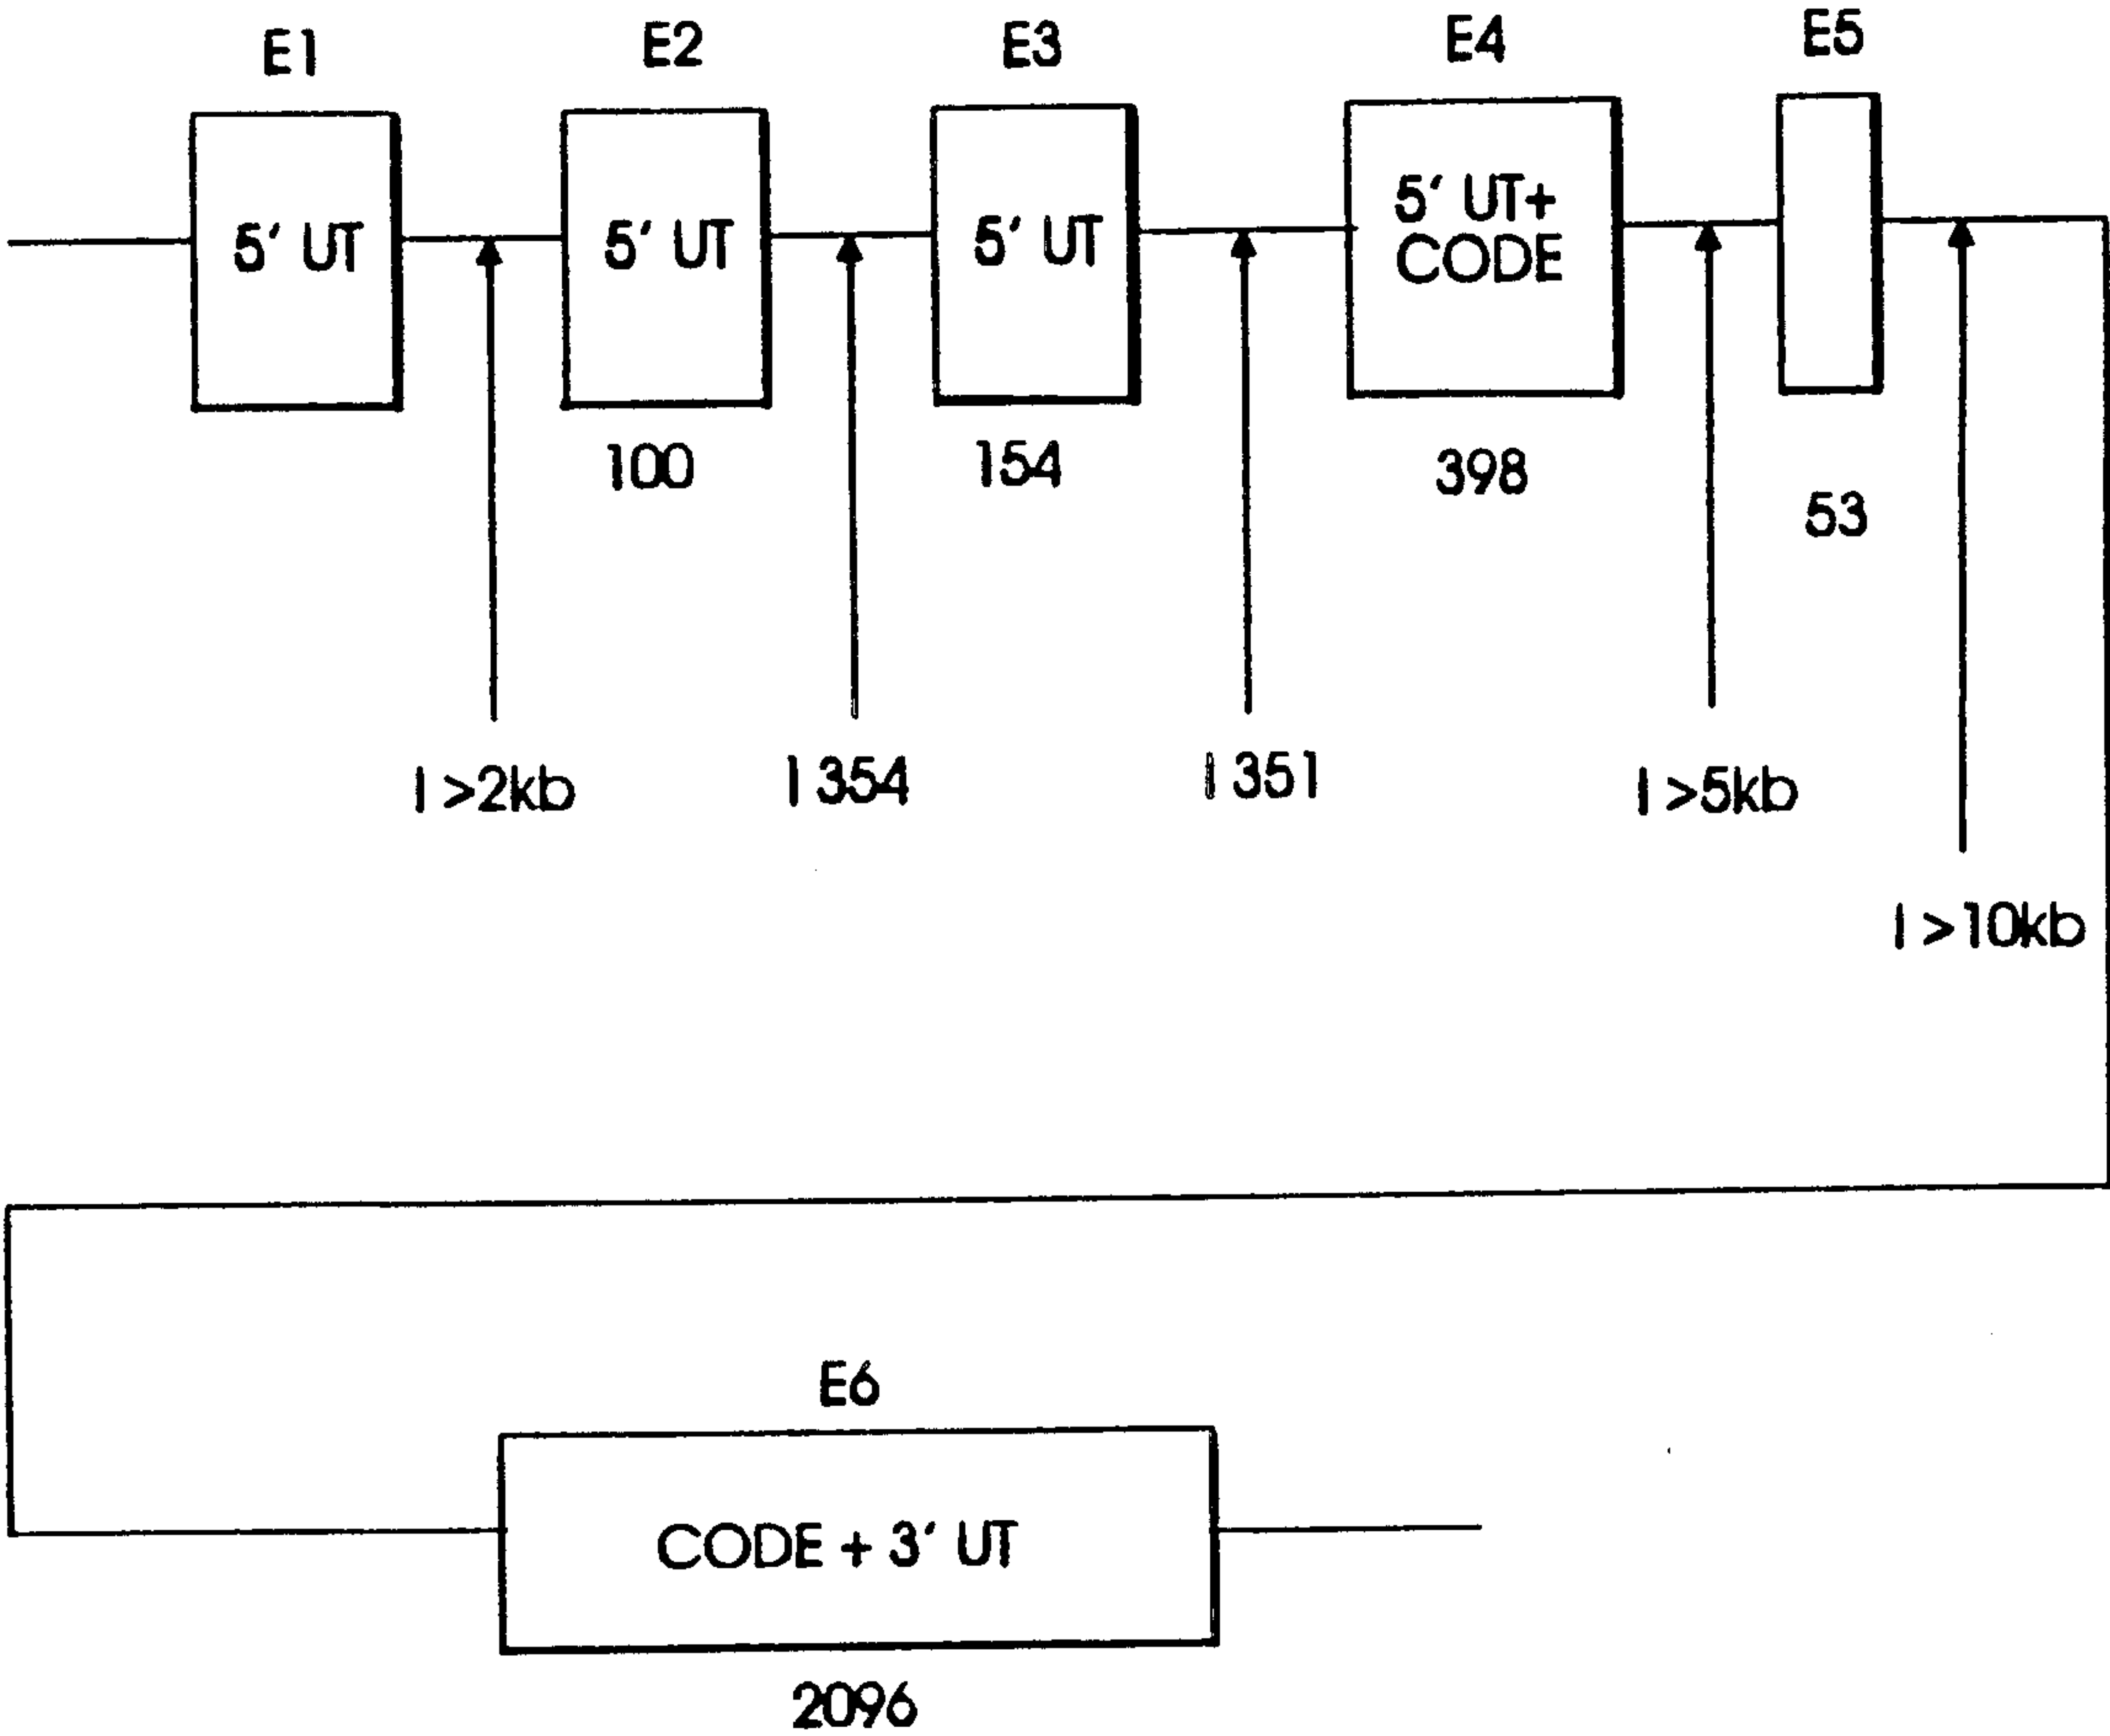 E1
E2
E3
E4
E5
5' UT
5' UT
5' UT
5' UT+
CODE
100
154
398
53
I >2kb
I 354
I 351
I >5kb
I >10kb
E6
CODE + 3' UT
2096